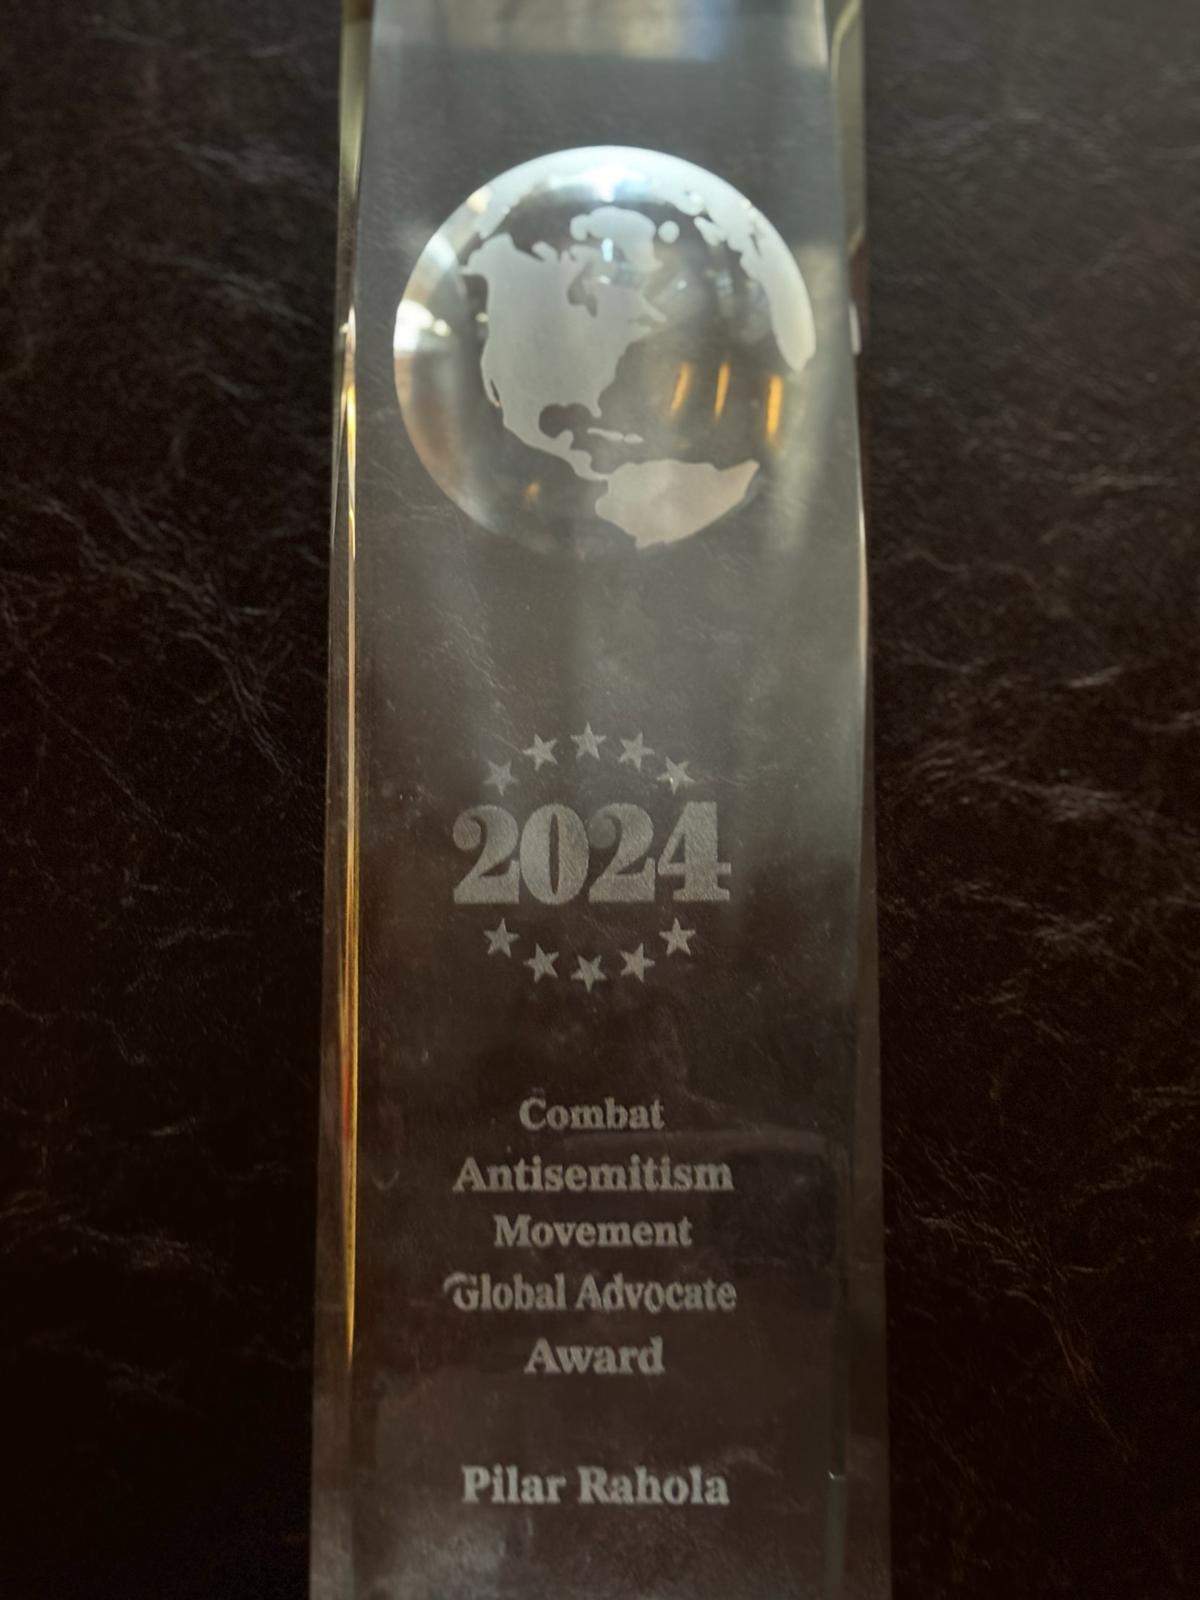 2024
Combat
Antisemitism
Movement
Global Advocate
Award
Pilar Rahola